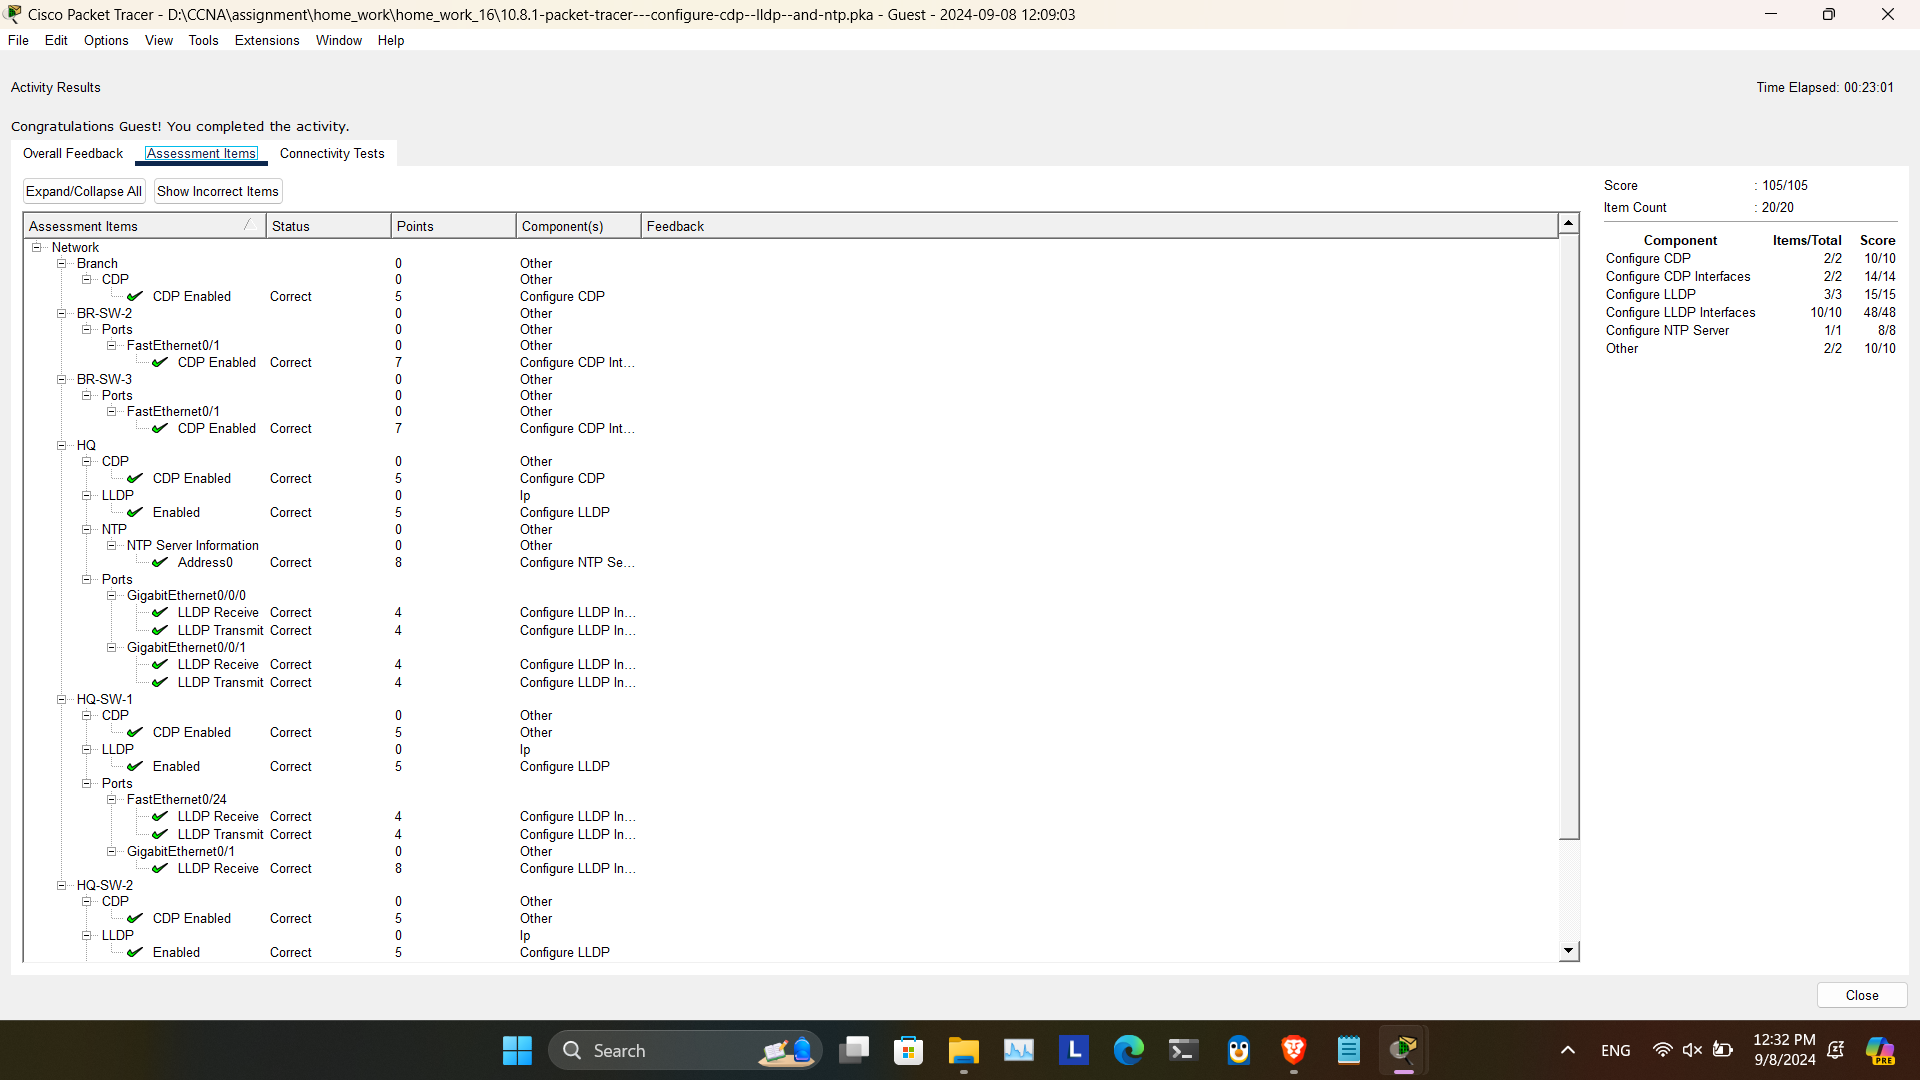 Cisco Packet Tracer - D:\CCNA\assignment\home_work\home_work_16\10.8.1-packet-tracer---configure-cdp--lldp--and-ntp.pka - Guest - 2024-09-08 12:09:03
File Edit Options View Tools Extensions Window Help
Activity Results Time Elapsed: 00:23:01
Congratulations Guest! You completed the activity.
Overall Feedback Assessment Items Connectivity Tests
Expand/Collapse All Show Incorrect Items
Assessment Items Status Points Component(s) Feedback
Network
Branch 0 Other
CDP 0 Other
CDP Enabled Correct 5 Configure CDP
BR-SW-2 0 Other
Ports 0 Other
FastEthernet0/1 0 Other
CDP Enabled Correct 7 Configure CDP Int...
BR-SW-3 0 Other
Ports 0 Other
FastEthernet0/1 0 Other
CDP Enabled Correct 7 Configure CDP Int...
HQ
CDP 0 Other
CDP Enabled Correct 5 Configure CDP
LLDP 0 Ip
Enabled Correct 5 Configure LLDP
NTP 0 Other
NTP Server Information 0 Other
Address0 Correct 8 Configure NTP Se...
Ports
GigabitEthernet0/0/0
LLDP Receive Correct 4 Configure LLDP In...
LLDP Transmit Correct 4 Configure LLDP In...
GigabitEthernet0/0/1
LLDP Receive Correct 4 Configure LLDP In...
LLDP Transmit Correct 4 Configure LLDP In...
HQ-SW-1
CDP 0 Other
CDP Enabled Correct 5 Other
LLDP 0 Ip
Enabled Correct 5 Configure LLDP
Ports
FastEthernet0/24
LLDP Receive Correct 4 Configure LLDP In...
LLDP Transmit Correct 4 Configure LLDP In...
GigabitEthernet0/1 0 Other
LLDP Receive Correct 8 Configure LLDP In...
HQ-SW-2
CDP 0 Other
CDP Enabled Correct 5 Other
LLDP 0 Ip
Enabled Correct 5 Configure LLDP
Score : 105/105
Item Count : 20/20
Component Items/Total Score
Configure CDP 2/2 10/10
Configure CDP Interfaces 2/2 14/14
Configure LLDP 3/3 15/15
Configure LLDP Interfaces 10/10 48/48
Configure NTP Server 1/1 8/8
Other 2/2 10/10
Close
Search
L
ENG
12:32 PM
9/8/2024
PRE